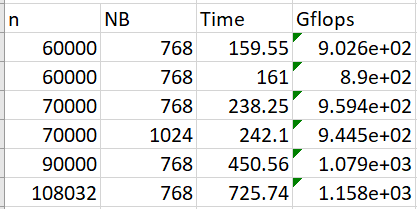 n NB Time Gflops
60000 768 159.55 9.026e+02
60000 768 161 8.9e+02
70000 768 238.25 9.594e+02
70000 1024 242.1 9.445e+02
90000 768 450.56 1.079e+03
108032 768 725.74 1.158e+03